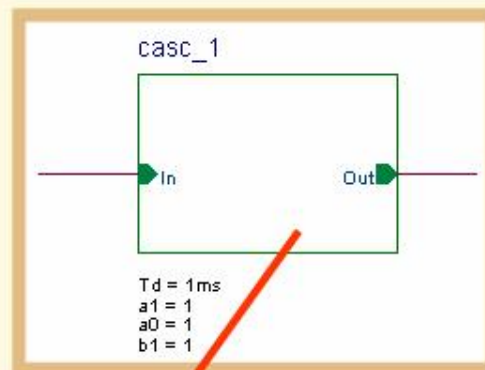 casc_1
In
Out
Td = 1ms
a1 = 1
a0 = 1
b1 = 1